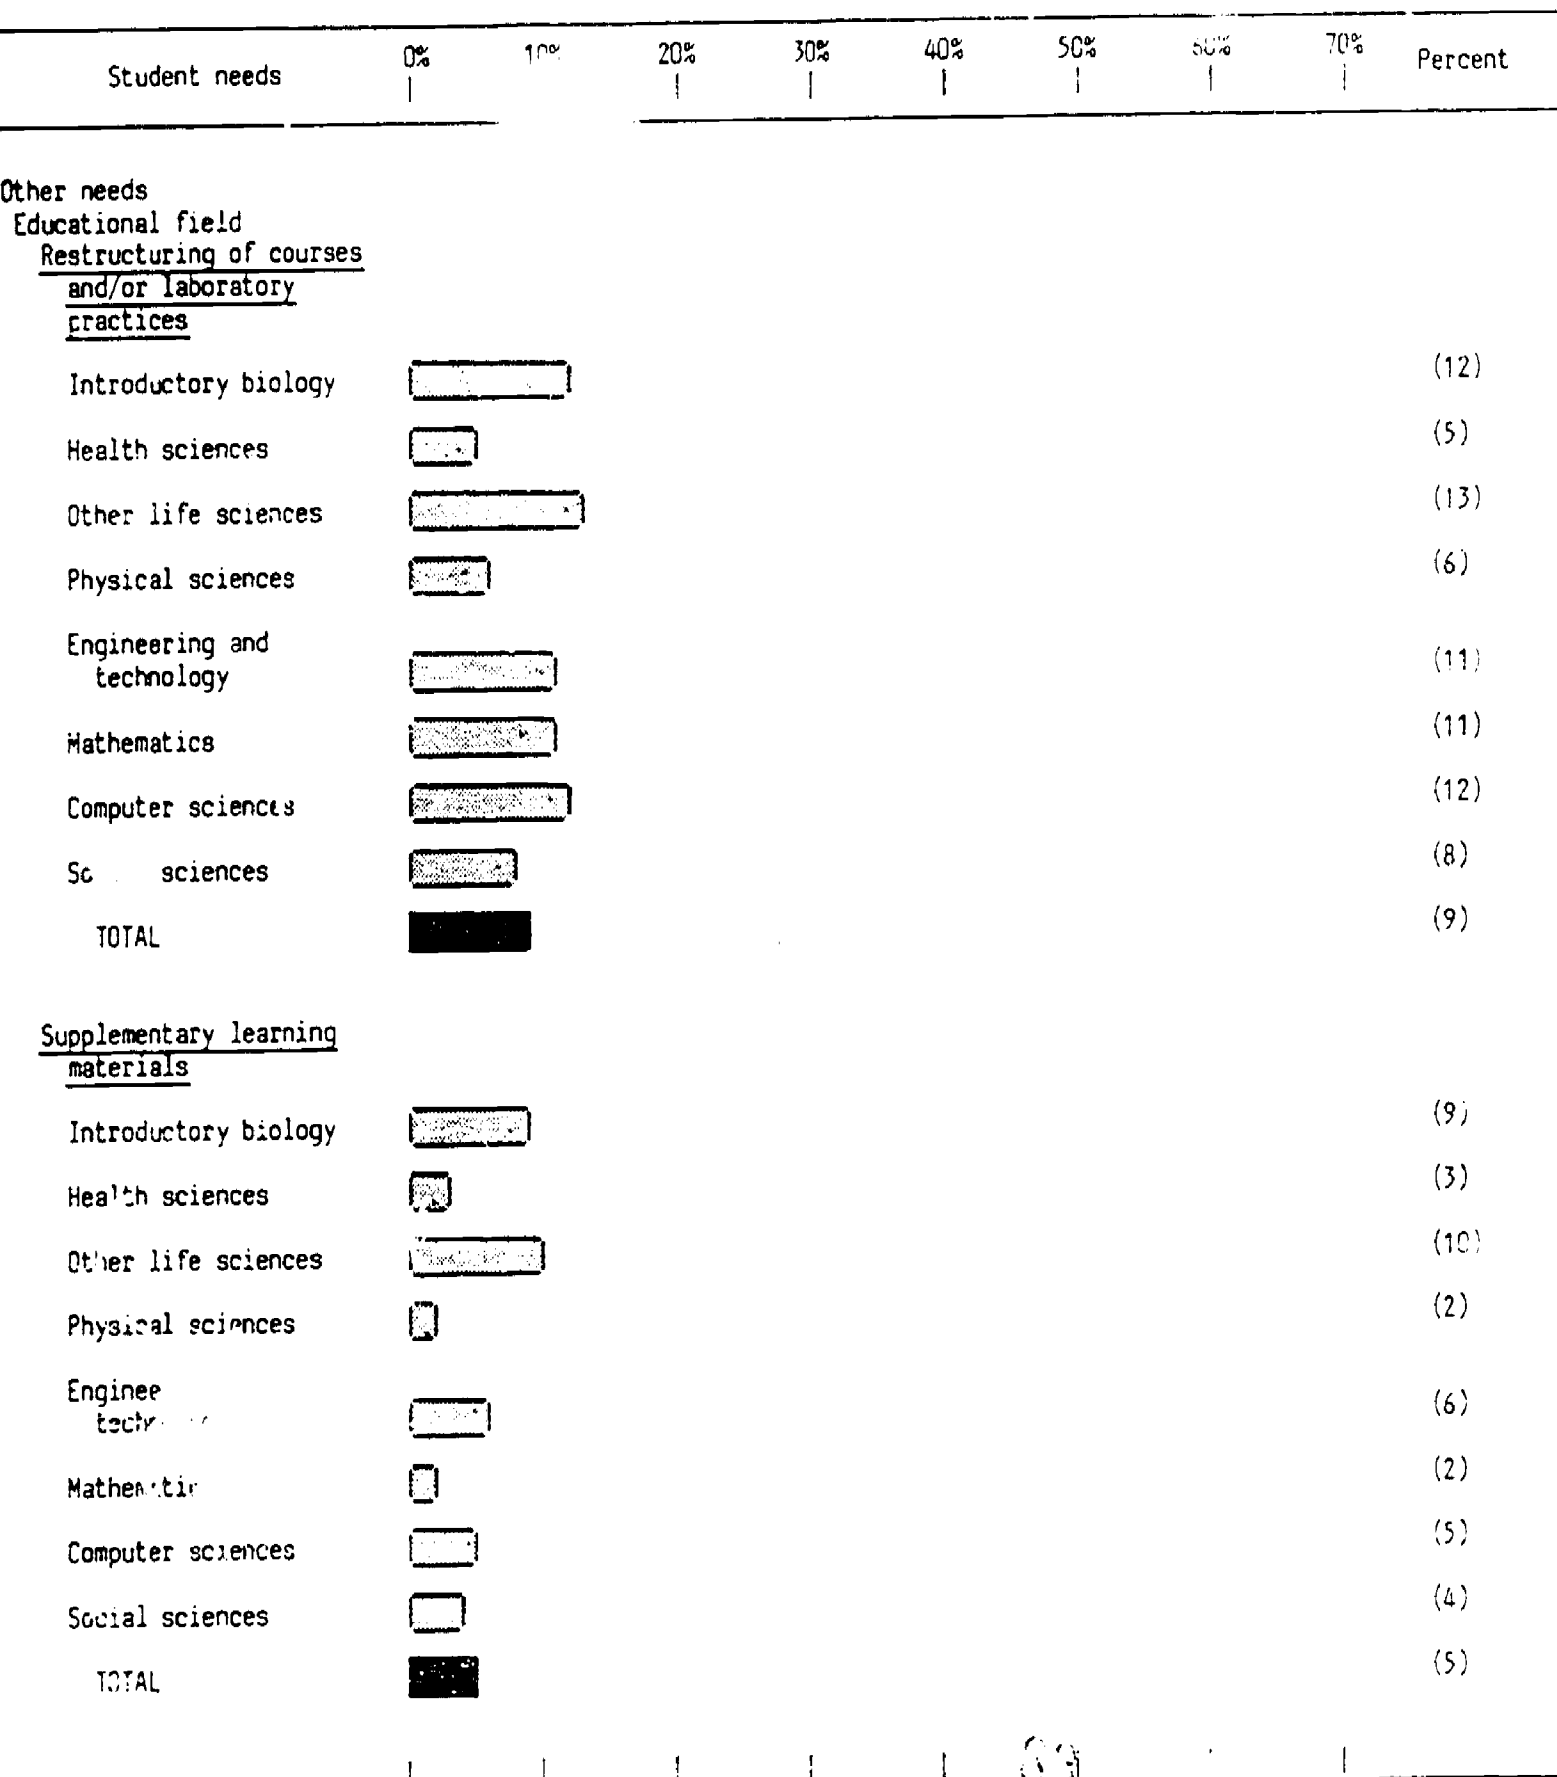 Student needs 0% 10% 20% 30% 40% 50% 60% 70% Percent
Other needs
Educational field
Restructuring of courses
and/or laboratory
practices
Introductory biology (12)
Health sciences (5)
Other life sciences (13)
Physical sciences (6)
Engineering and
technology (11)
Mathematics (11)
Computer sciences (12)
sciences (8)
TOTAL (9)
Supplementary learning
materials
Introductory biology (9)
Health sciences (3)
Other life sciences (10)
Physical sciences (2)
(6)
(2)
Computer sciences (5)
Social sciences (4)
TOTAL (5)